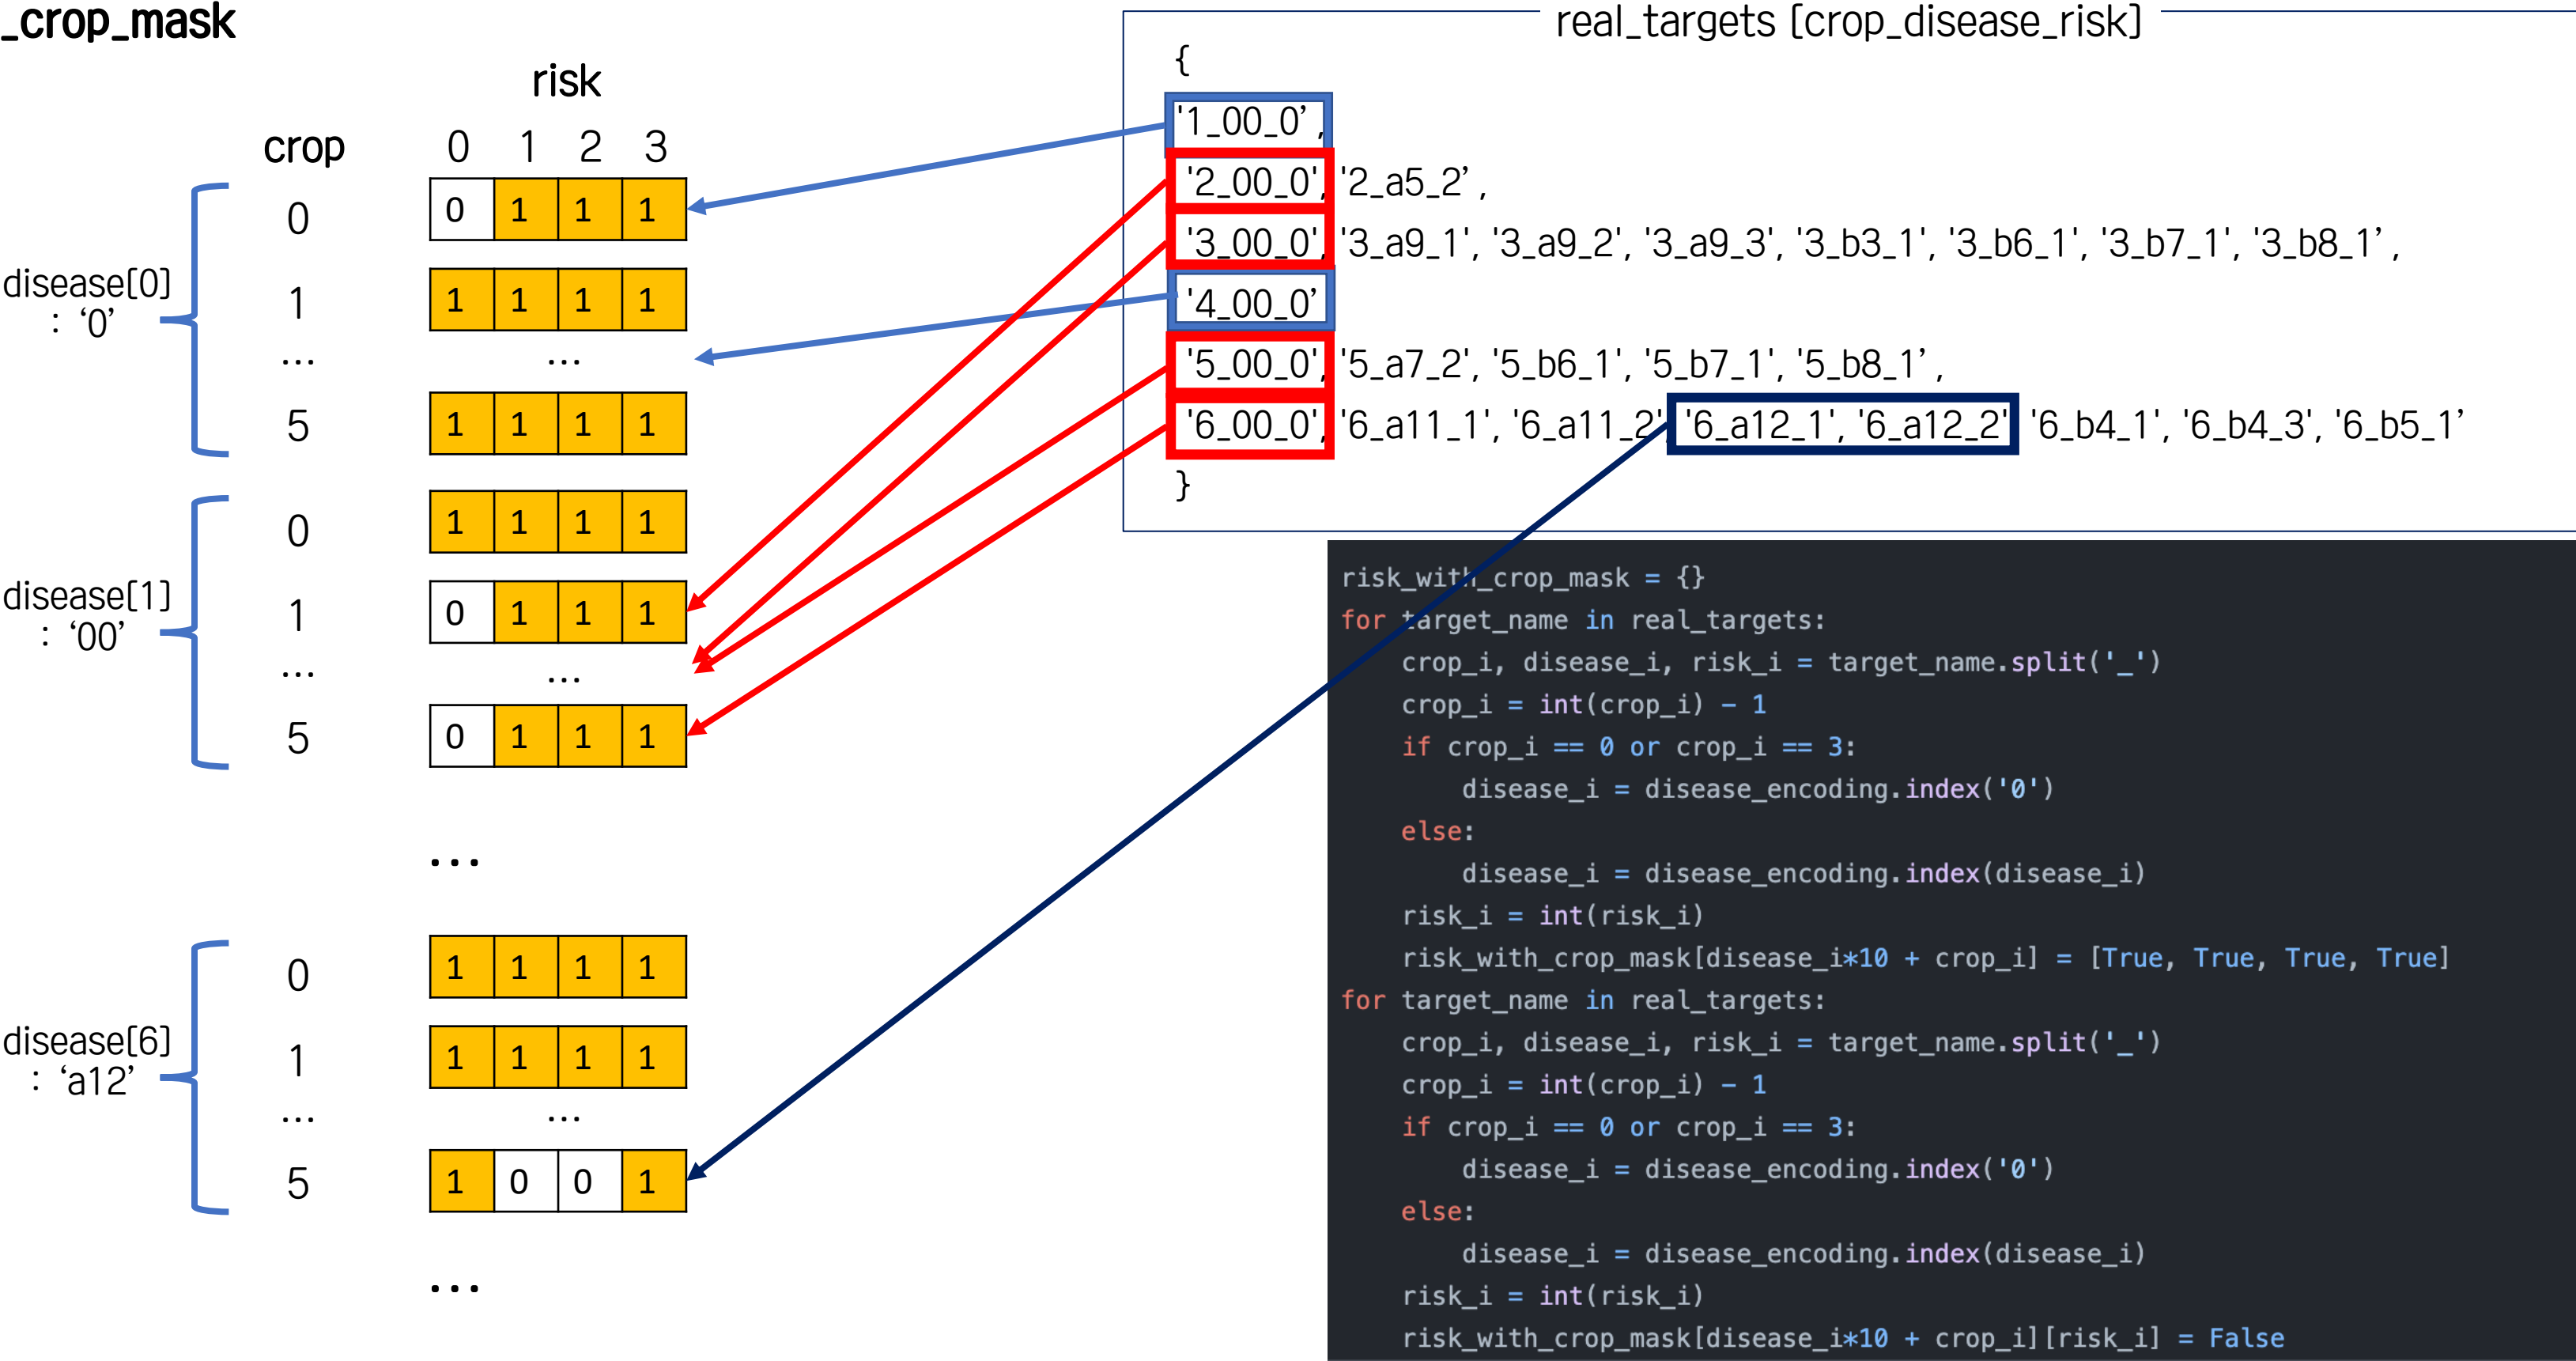 _crop_mask
risk
crop 0 1 2 3
0 0 1 1 1
disease[0]
: ‘0’
1 1 1 1 1
... ...
5 1 1 1 1
0 1 1 1 1
disease[1]
: ‘00’
1 0 1 1 1
... ...
5 0 1 1 1
...
0 1 1 1 1
disease[6]
: ‘a12’
1 1 1 1 1
... ...
5 1 0 0 1
...
real_targets [crop_disease_risk]
{
'1_00_0’,
'2_00_0', '2_a5_2’,
'3_00_0', '3_a9_1', '3_a9_2', '3_a9_3', '3_b3_1', '3_b6_1', '3_b7_1', '3_b8_1’,
'4_00_0’
'5_00_0', '5_a7_2', '5_b6_1', '5_b7_1', '5_b8_1’,
'6_00_0', '6_a11_1', '6_a11_2', '6_a12_1', '6_a12_2' '6_b4_1', '6_b4_3', '6_b5_1’
}
risk_with_crop_mask = {}
for target_name in real_targets:
    crop_i, disease_i, risk_i = target_name.split('_')
    crop_i = int(crop_i) - 1
    if crop_i == 0 or crop_i == 3:
        disease_i = disease_encoding.index('0')
    else:
        disease_i = disease_encoding.index(disease_i)
    risk_i = int(risk_i)
    risk_with_crop_mask[disease_i*10 + crop_i] = [True, True, True, True]
for target_name in real_targets:
    crop_i, disease_i, risk_i = target_name.split('_')
    crop_i = int(crop_i) - 1
    if crop_i == 0 or crop_i == 3:
        disease_i = disease_encoding.index('0')
    else:
        disease_i = disease_encoding.index(disease_i)
    risk_i = int(risk_i)
    risk_with_crop_mask[disease_i*10 + crop_i][risk_i] = False